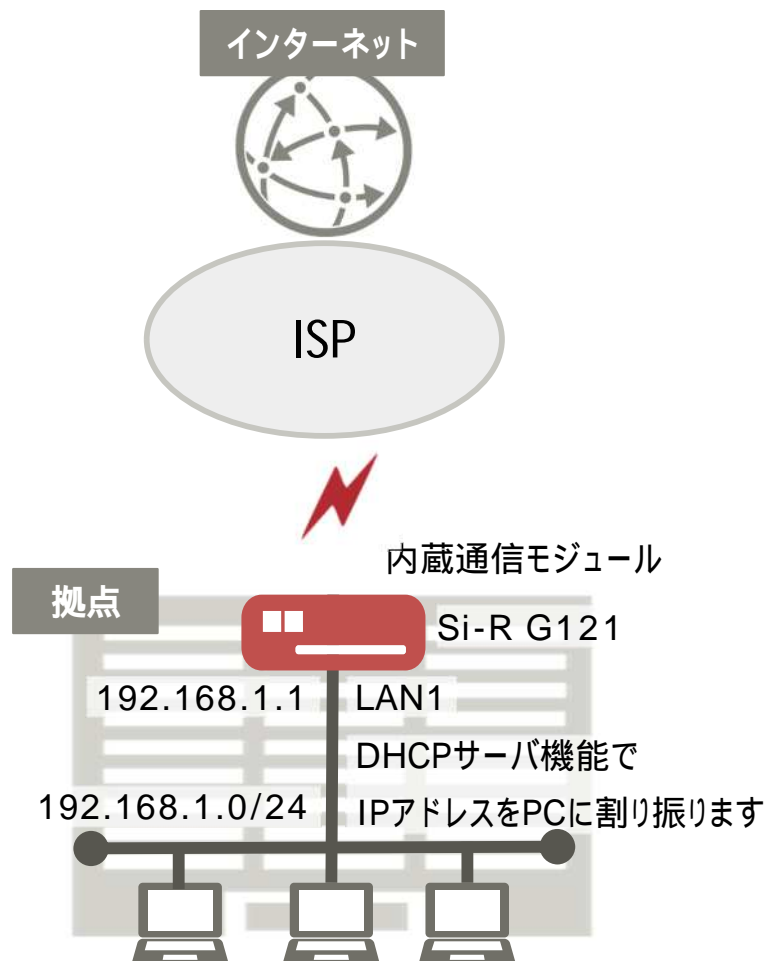 インターネット
ISP
内蔵通信モジュール
拠点
Si-R G121
192.168.1.1 LAN1
DHCPサーバ機能で
192.168.1.0/24 IPアドレスをPCに割り振ります